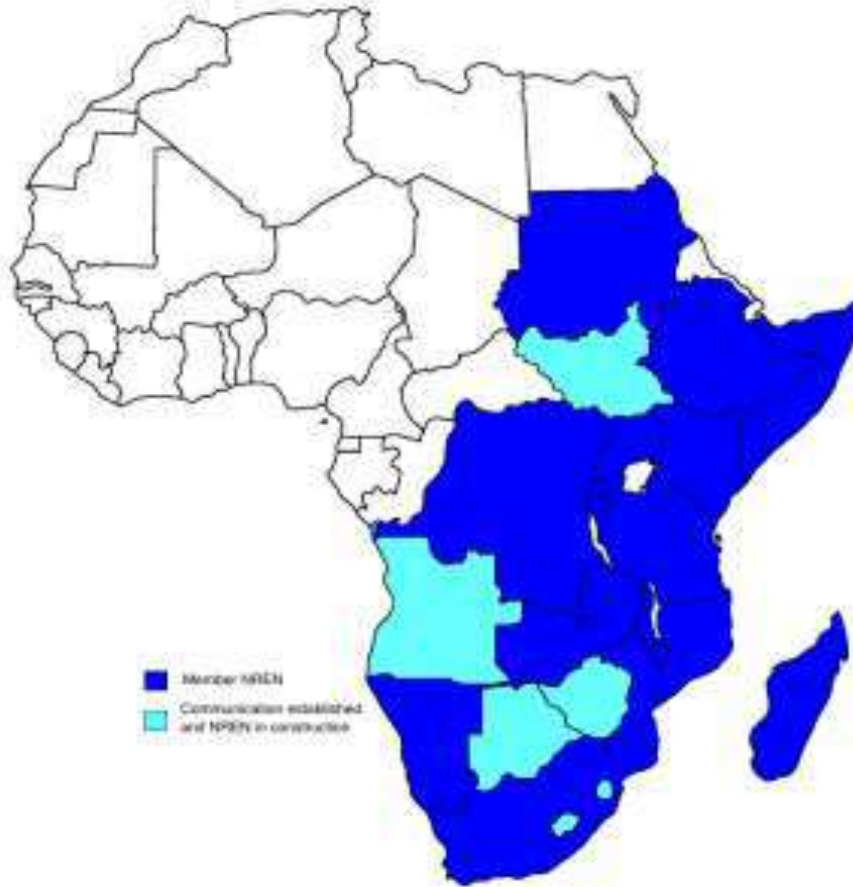 Member NREN
Communication established
and NREN in construction